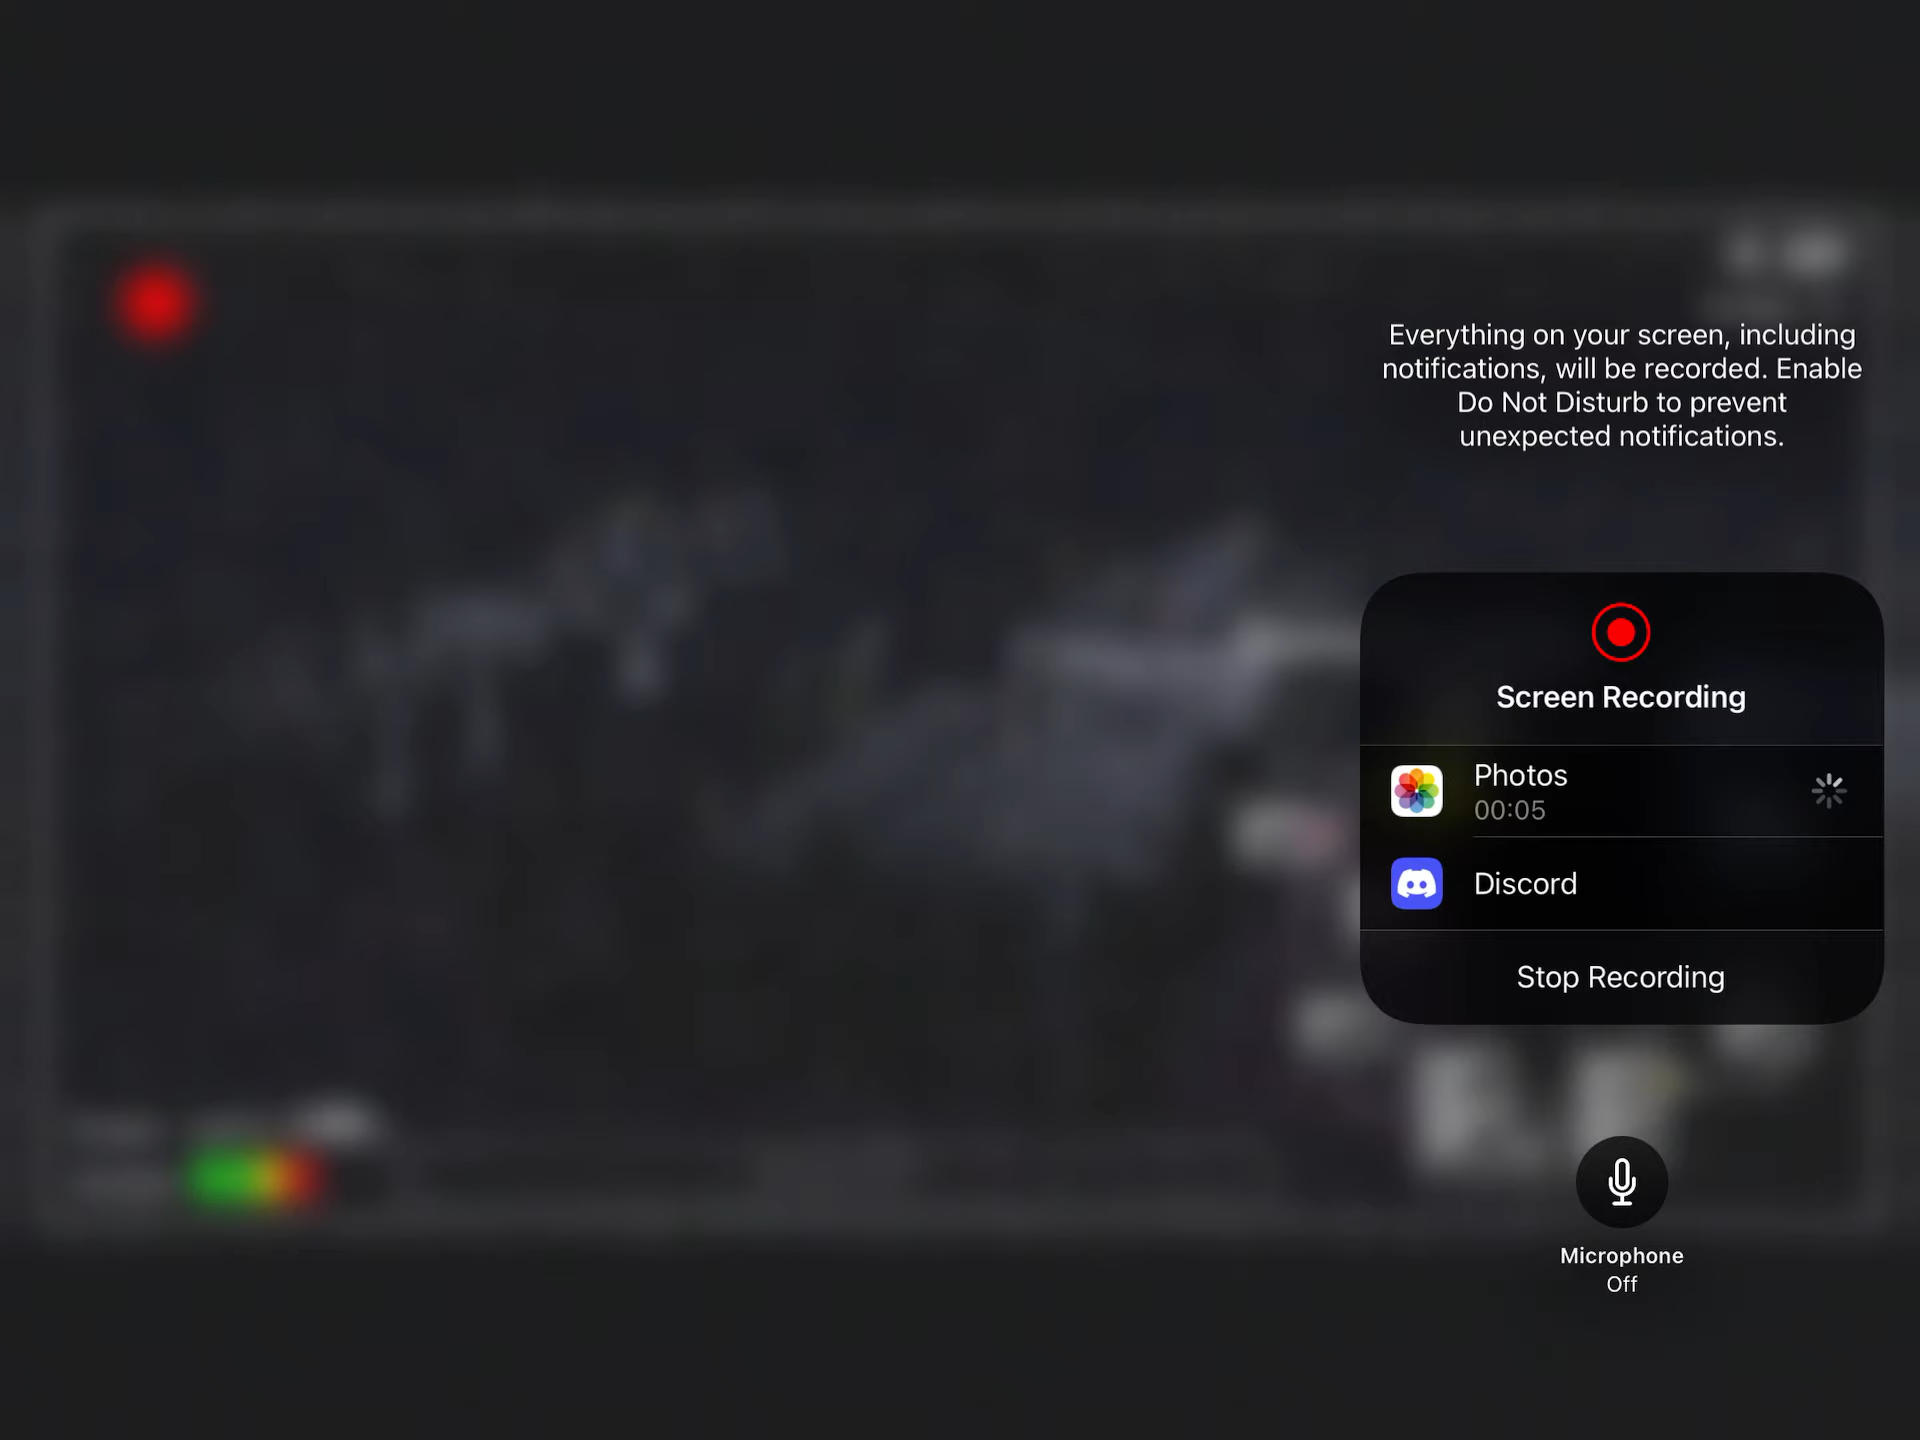 Everything on your screen, including
notifications, will be recorded. Enable
Do Not Disturb to prevent
unexpected notifications.
Screen Recording
Photos
00:05
Discord
Stop Recording
Microphone
Off